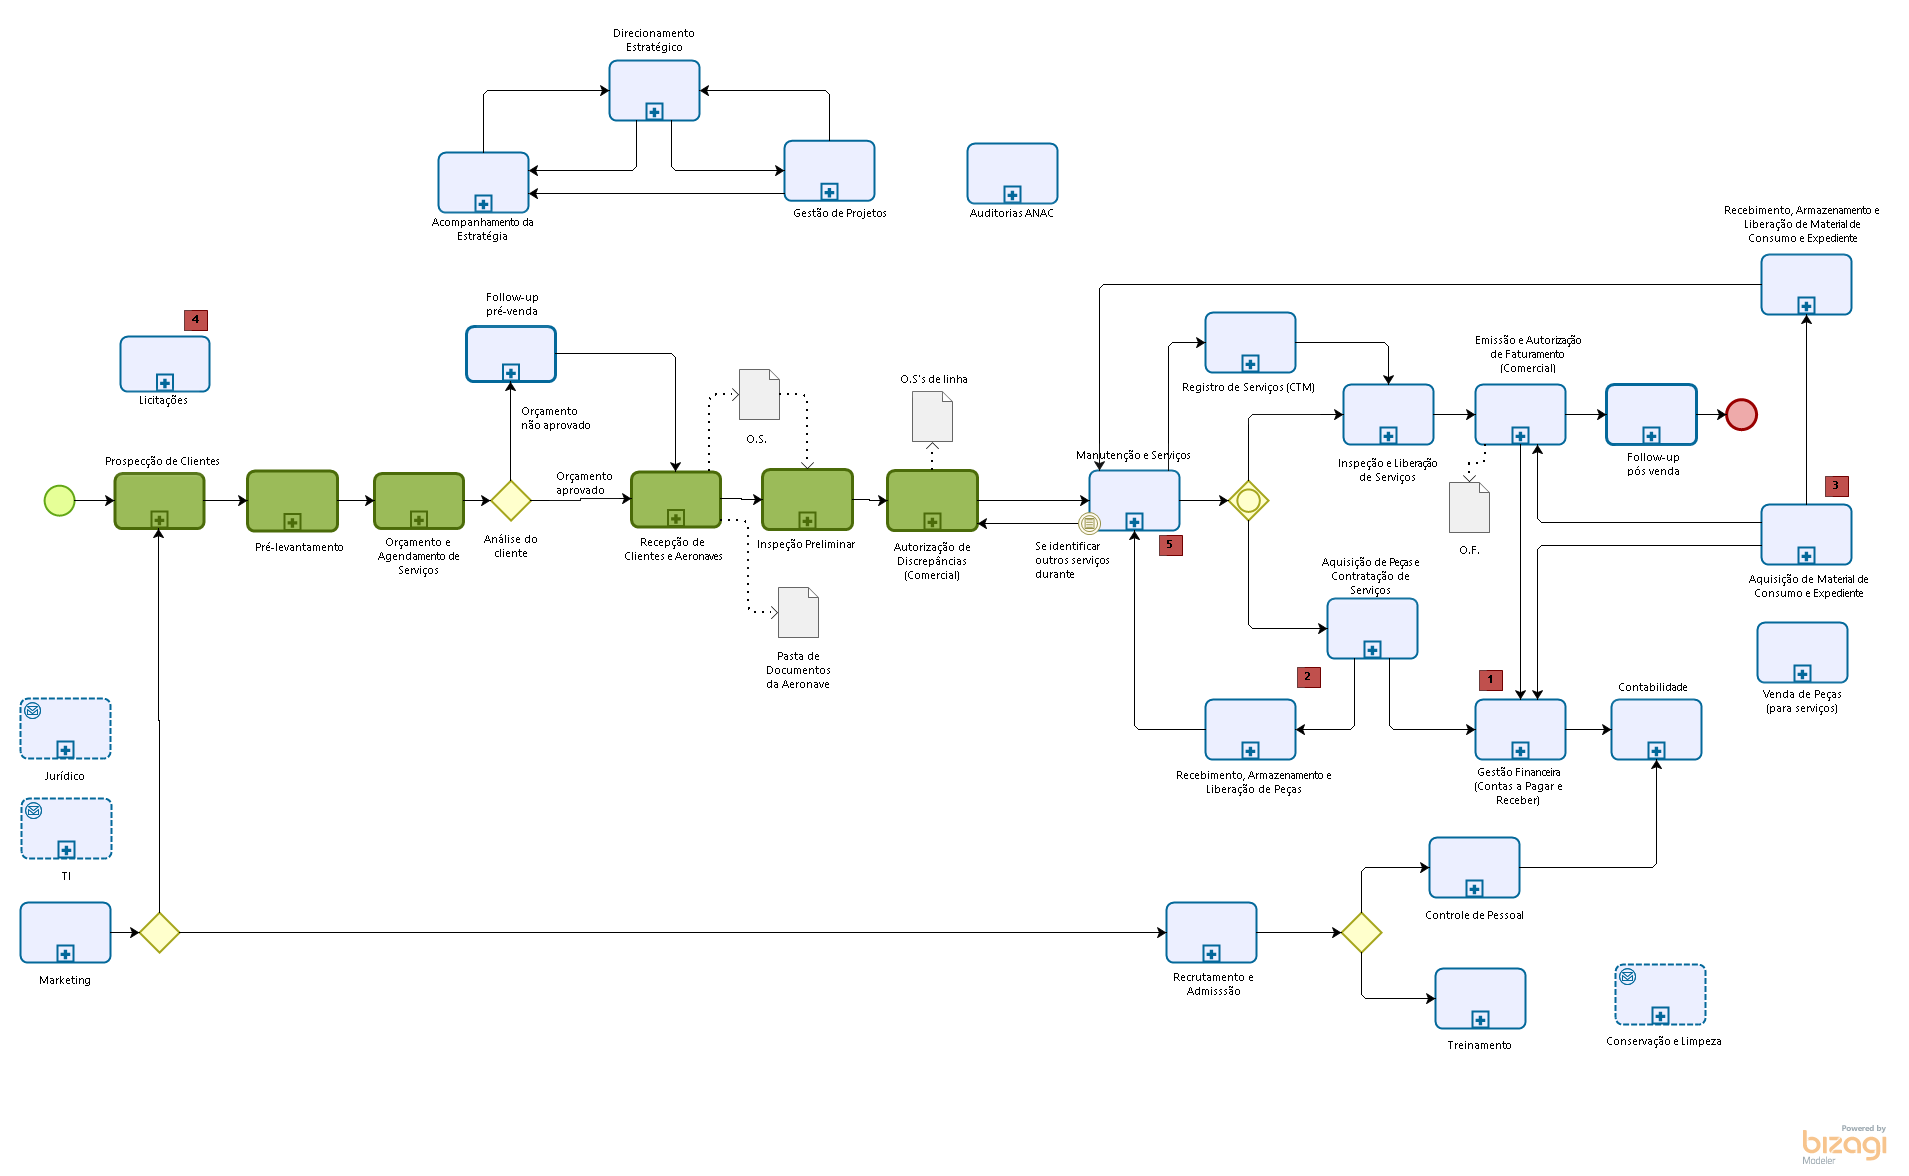 Direcionamento
Estratégico
Acompanhamento da
Estratégia
Gestão de Projetos
Auditorias ANAC
Recebimento, Armazenamento e
Liberação de Material de
Consumo e Expediente
4
Licitações
Follow-up
pré-venda
Orçamento
não aprovado
O.S.
O.S's de linha
Registro de Serviços (CTM)
Emissão e Autorização
de Faturamento
(Comercial)
Prospecção de Clientes
Pré-levantamento
Orçamento e
Agendamento de
Serviços
Análise do
cliente
Orçamento
aprovado
Recepção de
Clientes e Aeronaves
Inspeção Preliminar
Autorização de
Discrepâncias
(Comercial)
Manutenção e Serviços
Se identificar
outros serviços
durante
5
Inspeção e Liberação
de Serviços
Follow-up
pós venda
O.F.
3
Aquisição de Material de
Consumo e Expediente
Aquisição de Peças e
Contratação de
Serviços
Pasta de
Documentos
da Aeronave
2
1
Contabilidade
Venda de Peças
(para serviços)
Recebimento, Armazenamento e
Liberação de Peças
Gestão Financeira
(Contas a Pagar e
Receber)
Jurídico
TI
Marketing
Controle de Pessoal
Recrutamento e
Admisssão
Treinamento
Conservação e Limpeza
Powered by
bizagi
Modeler